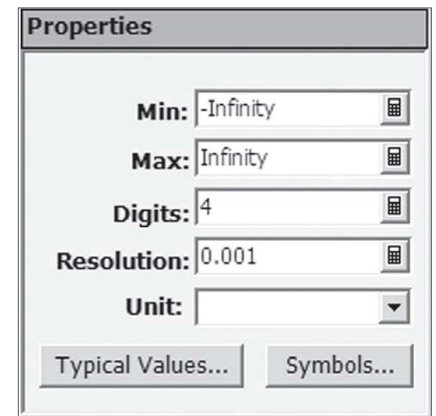 Properties
Min: -Infinity
Max: Infinity
Digits: 4
Resolution: 0.001
Unit:
Typical Values... Symbols...